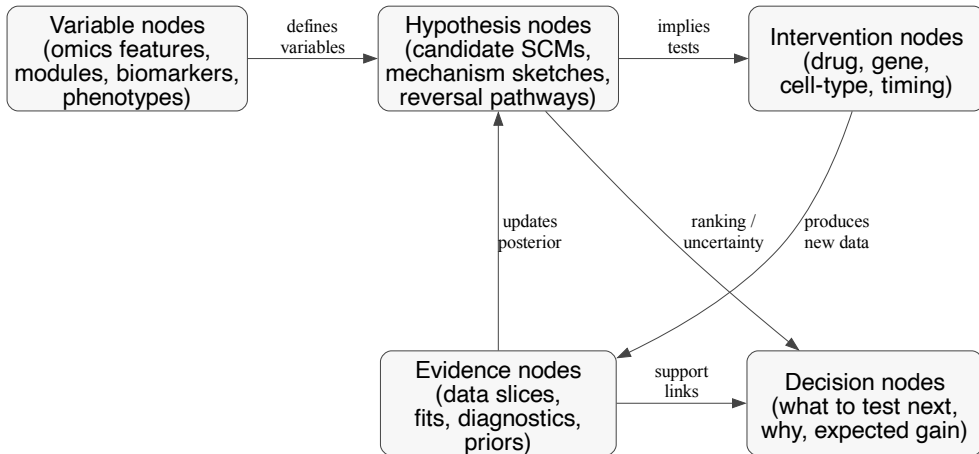 Variable nodes
(omics features,
modules, biomarkers,
phenotypes)
defines
variables
Hypothesis nodes
(candidate SCMs,
mechanism sketches,
reversal pathways)
implies
tests
Intervention nodes
(drug, gene,
cell-type, timing)
updates
posterior
ranking /
uncertainty
produces
new data
Evidence nodes
(data slices,
fits, diagnostics,
priors)
support
links
Decision nodes
(what to test next,
why, expected gain)